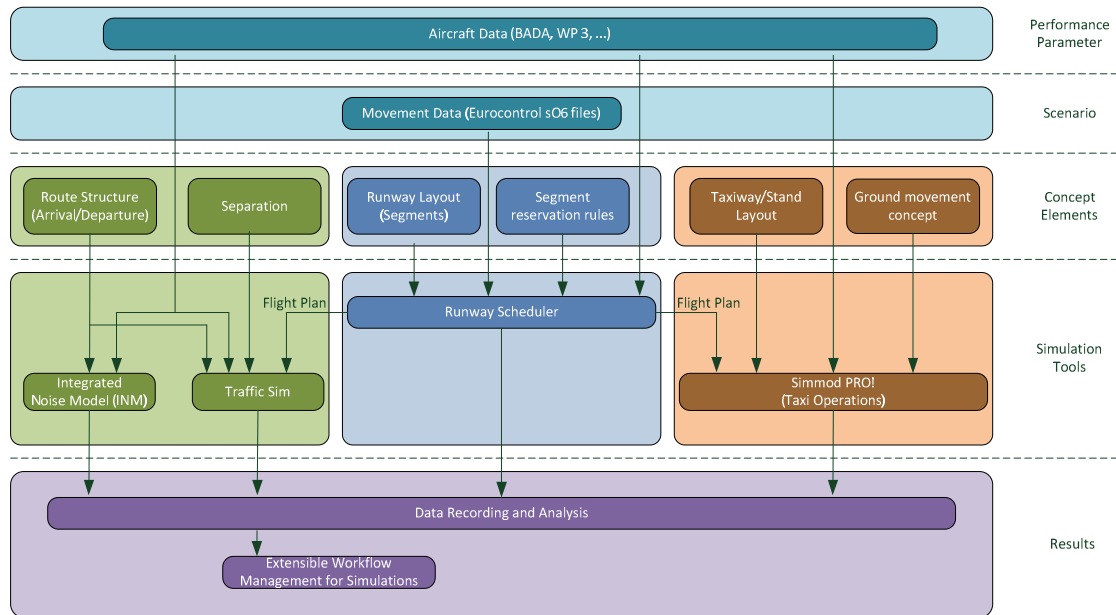 Aircraft Data (BADA, WP 3, ...)
Performance
Parameter
Movement Data (Eurocontrol sO6 files)
Scenario
Route Structure
(Arrival/Departure)
Separation
Runway Layout
(Segments)
Segment
reservation rules
Taxiway/Stand
Layout
Ground movement
concept
Concept
Elements
Flight Plan
Runway Scheduler
Flight Plan
Integrated
Noise Model (INM)
Traffic Sim
Simmod PRO!
(Taxi Operations)
Simulation
Tools
Data Recording and Analysis
Extensible Workflow
Management for Simulations
Results